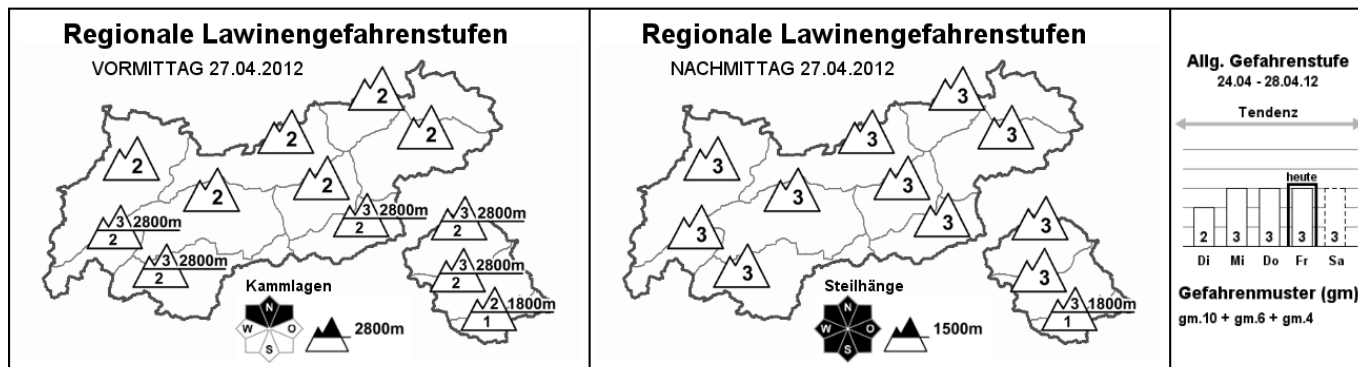 Regionale Lawinengefahrenstufen
VORMITTAG 27.04.2012
2
2
2
2
2
2
3 2800m
2
3 2800m
2
3 2800m
2
3 2800m
2
3 2800m
2
2 1800m
1
Kammlagen
N
W O
S
2800m
Regionale Lawinengefahrenstufen
NACHMITTAG 27.04.2012
3
3
3
3
3
3
3
3
3
3
3
3 1800m
1
Steilhänge
N
W O
S
1500m
Allg. Gefahrenstufe
24.04 - 28.04.12
Tendenz
heute
2 3 3 3 3
Di Mi Do Fr Sa
Gefahrenmuster (gm)
gm.10 + gm.6 + gm.4